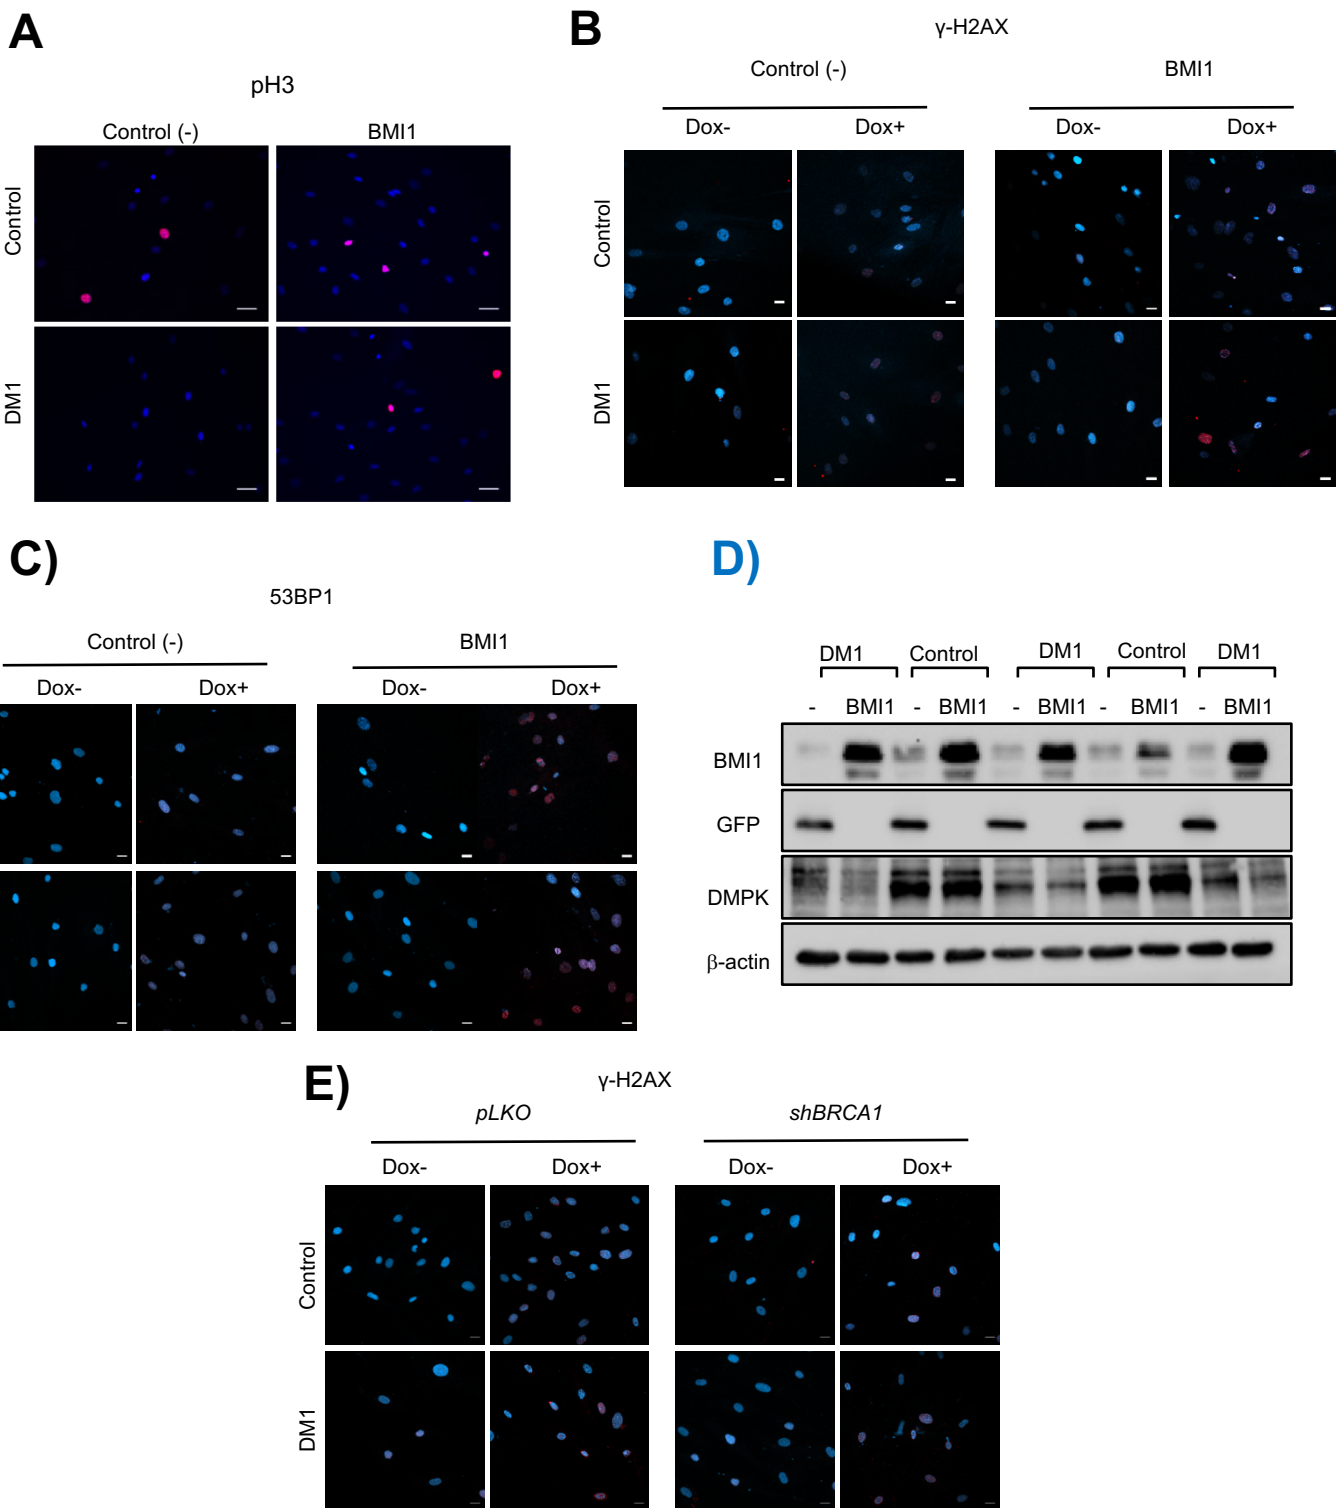 A
pH3
Control (-) BMI1
Control
DM1
B
γ-H2AX
Control (-) BMI1
Dox- Dox+ Dox- Dox+
Control
DM1
C)
53BP1
Control (-) BMI1
Dox- Dox+ Dox- Dox+
D)
DM1 Control DM1 Control DM1
- BMI1 - BMI1 - BMI1 - BMI1 - BMI1
BMI1
GFP
DMPK
β-actin
E)
γ-H2AX
pLKO shBRCA1
Dox- Dox+ Dox- Dox+
Control
DM1